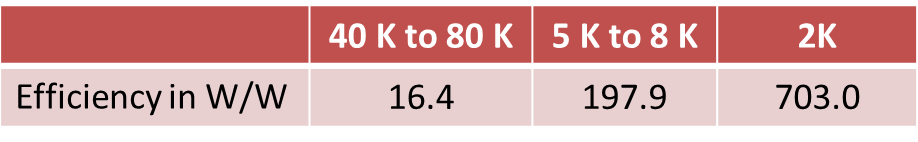 40 K to 80 K 5 K to 8 K 2K
Efficiency in W/W 16.4 197.9 703.0